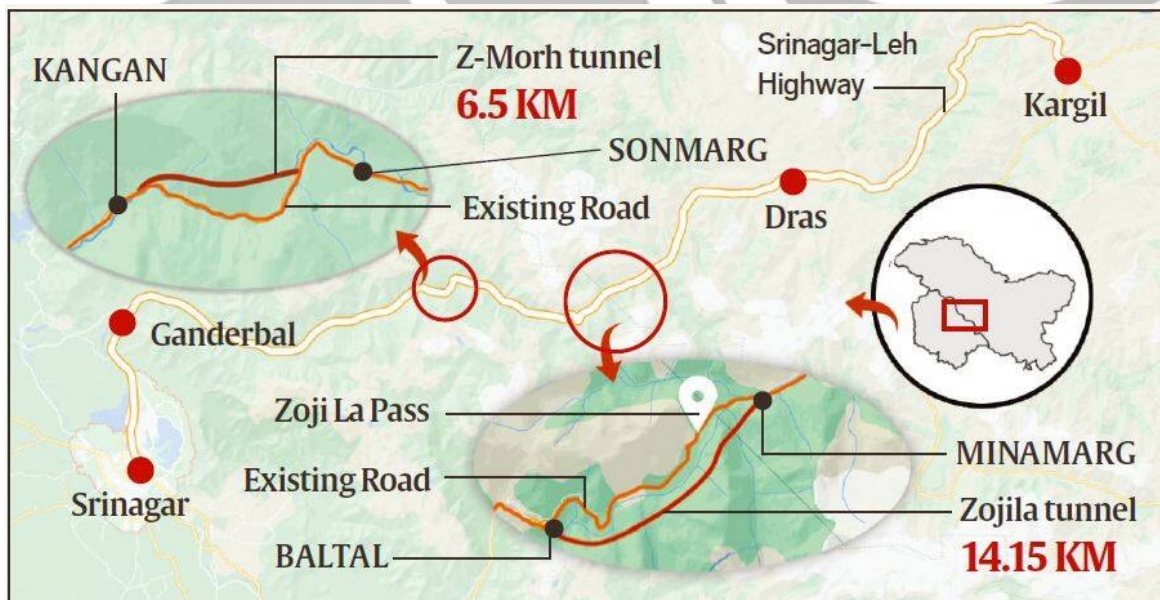 KANGAN
Z-Morh tunnel
6.5 KM
Srinagar-Leh
Highway
Kargil
SONMARG
Existing Road
Dras
Ganderbal
Zoji La Pass
MINAMARG
Existing Road
Srinagar
Zojila tunnel
BALTAL
14.15 KM